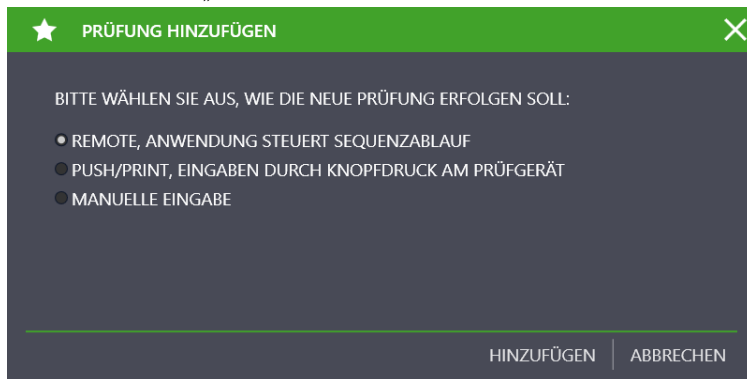 PRÜFUNG HINZUFÜGEN
BITTE WÄHLEN SIE AUS, WIE DIE NEUE PRÜFUNG ERFOLGEN SOLL:
REMOTE, ANWENDUNG STEUERT SEQUENZABLAUF
PUSH/PRINT, EINGABEN DURCH KNOPFDRUCK AM PRÜFGERÄT
MANUELLE EINGABE
HINZUFÜGEN ABBRECHEN